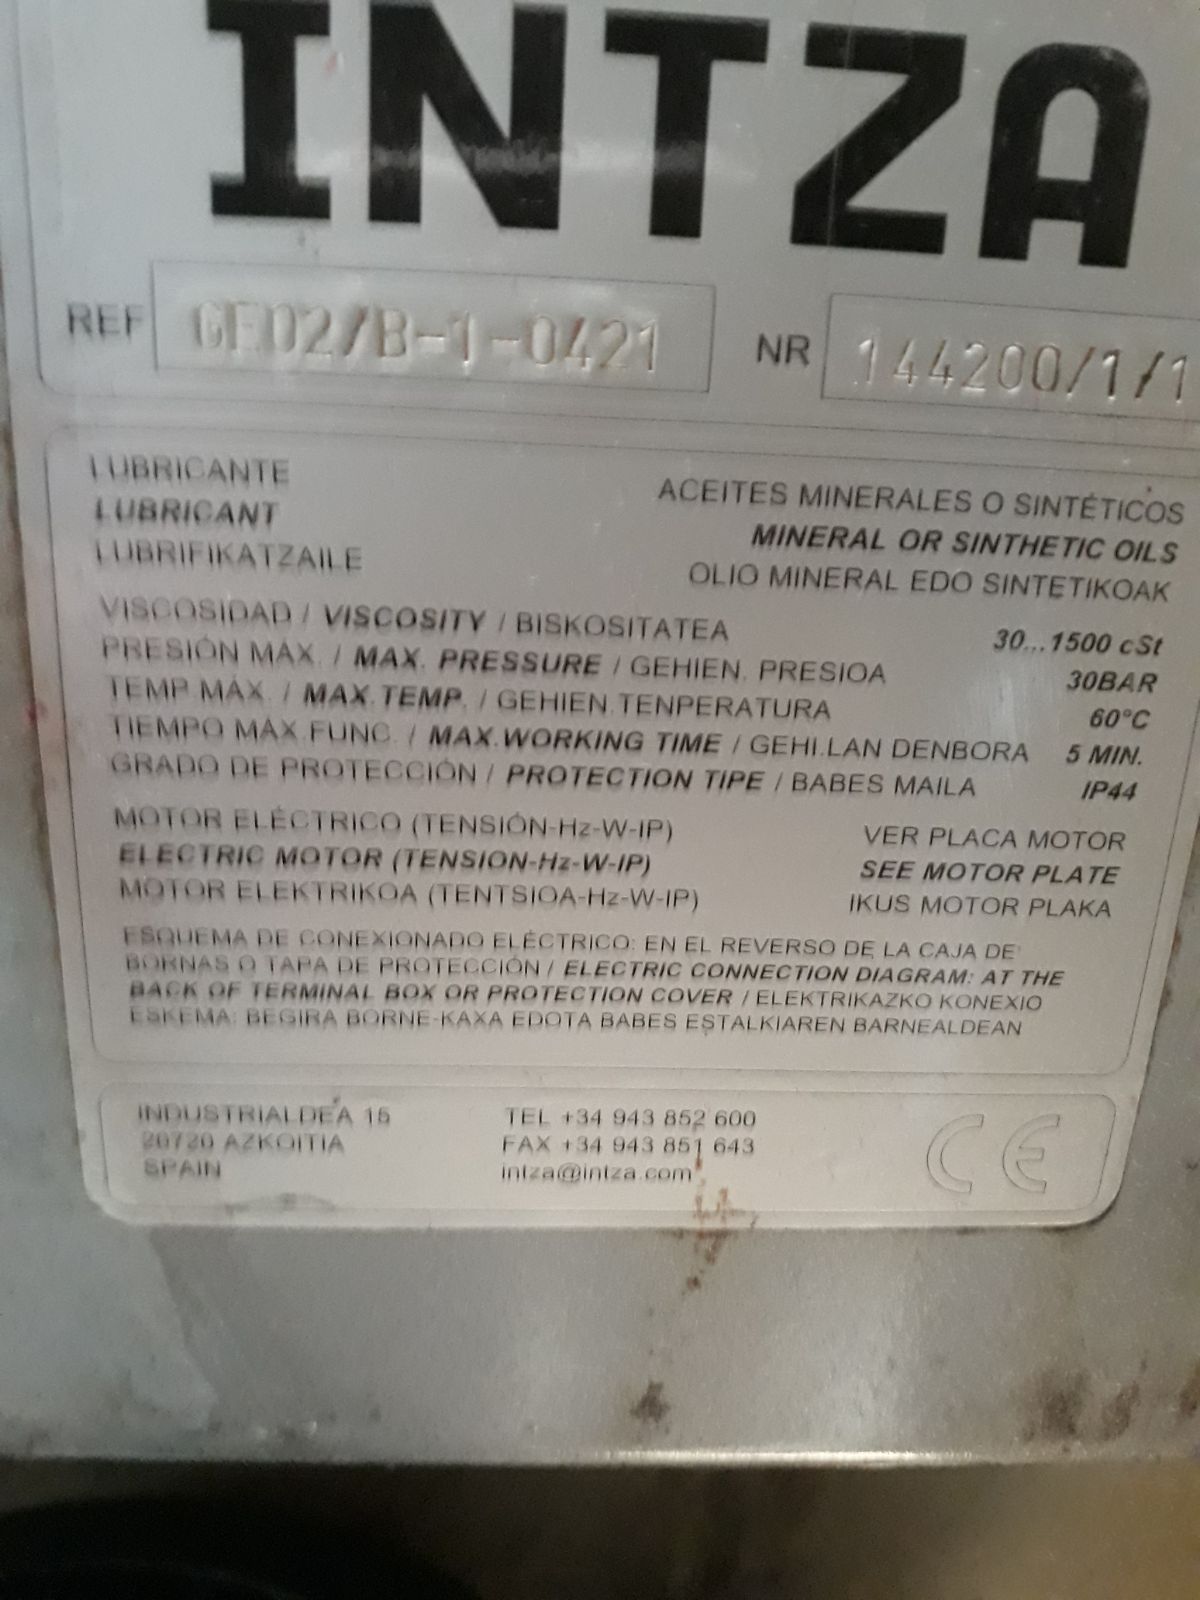 INTZA
REF GE02/B-1-0421 NR 144200/1/1
LUBRICANTE ACEITES MINERALES O SINTÉTICOS
LUBRICANT MINERAL OR SINTHETIC OILS
LUBRIFIKATZAILE OLIO MINERAL EDO SINTETIKOAK
VISCOSIDAD / VISCOSITY / BISKOSITATEA 30...1500 cSt
PRESIÓN MÁX. / MAX. PRESSURE / GEHIEN. PRESIOA 30BAR
TEMP.MÁX. / MAX.TEMP. / GEHIEN.TENPERATURA 60°C
TIEMPO MÁX.FUNC. / MAX.WORKING TIME / GEHI.LAN DENBORA 5 MIN.
GRADO DE PROTECCIÓN / PROTECTION TIPE / BABES MAILA IP44
MOTOR ELÉCTRICO (TENSIÓN-Hz-W-IP) VER PLACA MOTOR
ELECTRIC MOTOR (TENSION-Hz-W-IP) SEE MOTOR PLATE
MOTOR ELEKTRIKOA (TENTSIOA-Hz-W-IP) IKUS MOTOR PLAKA
ESQUEMA DE CONEXIONADO ELÉCTRICO: EN EL REVERSO DE LA CAJA DE
BORNAS O TAPA DE PROTECCIÓN / ELECTRIC CONNECTION DIAGRAM: AT THE
BACK OF TERMINAL BOX OR PROTECTION COVER / ELEKTRIKAZKO KONEXIO
ESKEMA: BEGIRA BORNE-KAXA EDOTA BABES ESTALKIAREN BARNEALDEAN
INDUSTRIALDEA 15 TEL +34 943 852 600
20720 AZKOITIA FAX +34 943 851 643
SPAIN intza@intza.com
CE